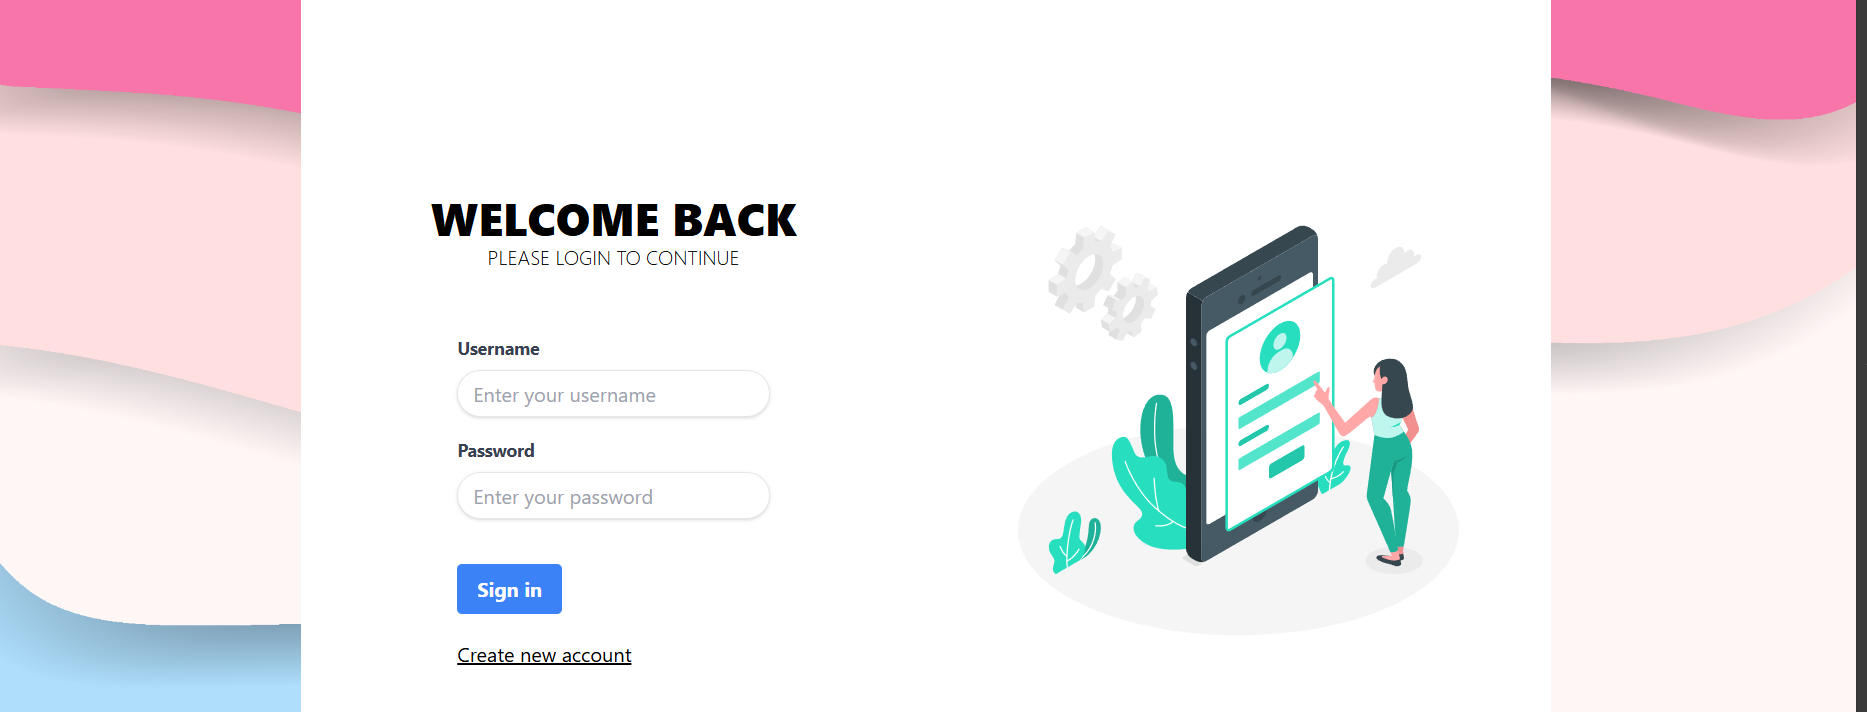 WELCOME BACK
PLEASE LOGIN TO CONTINUE
Username
Enter your username
Password
Enter your password
Sign in
Create new account